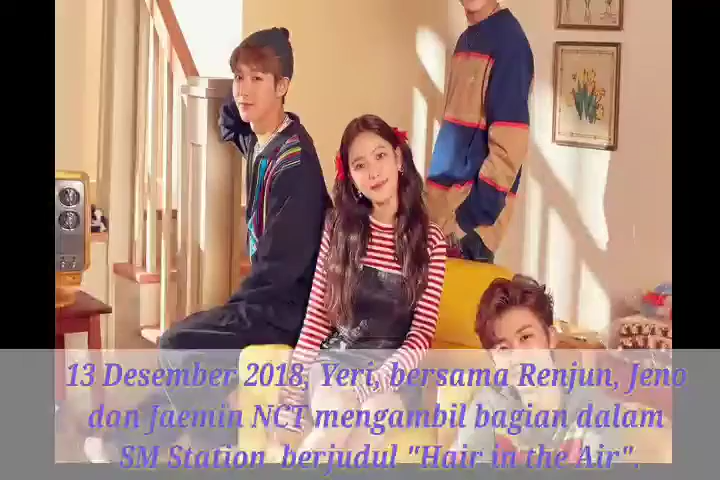 13 Desember 2018, Yeri, bersama Renjun, Jeno
dan Jaemin NCT mengambil bagian dalam
SM Station berjudul "Hair in the Air".